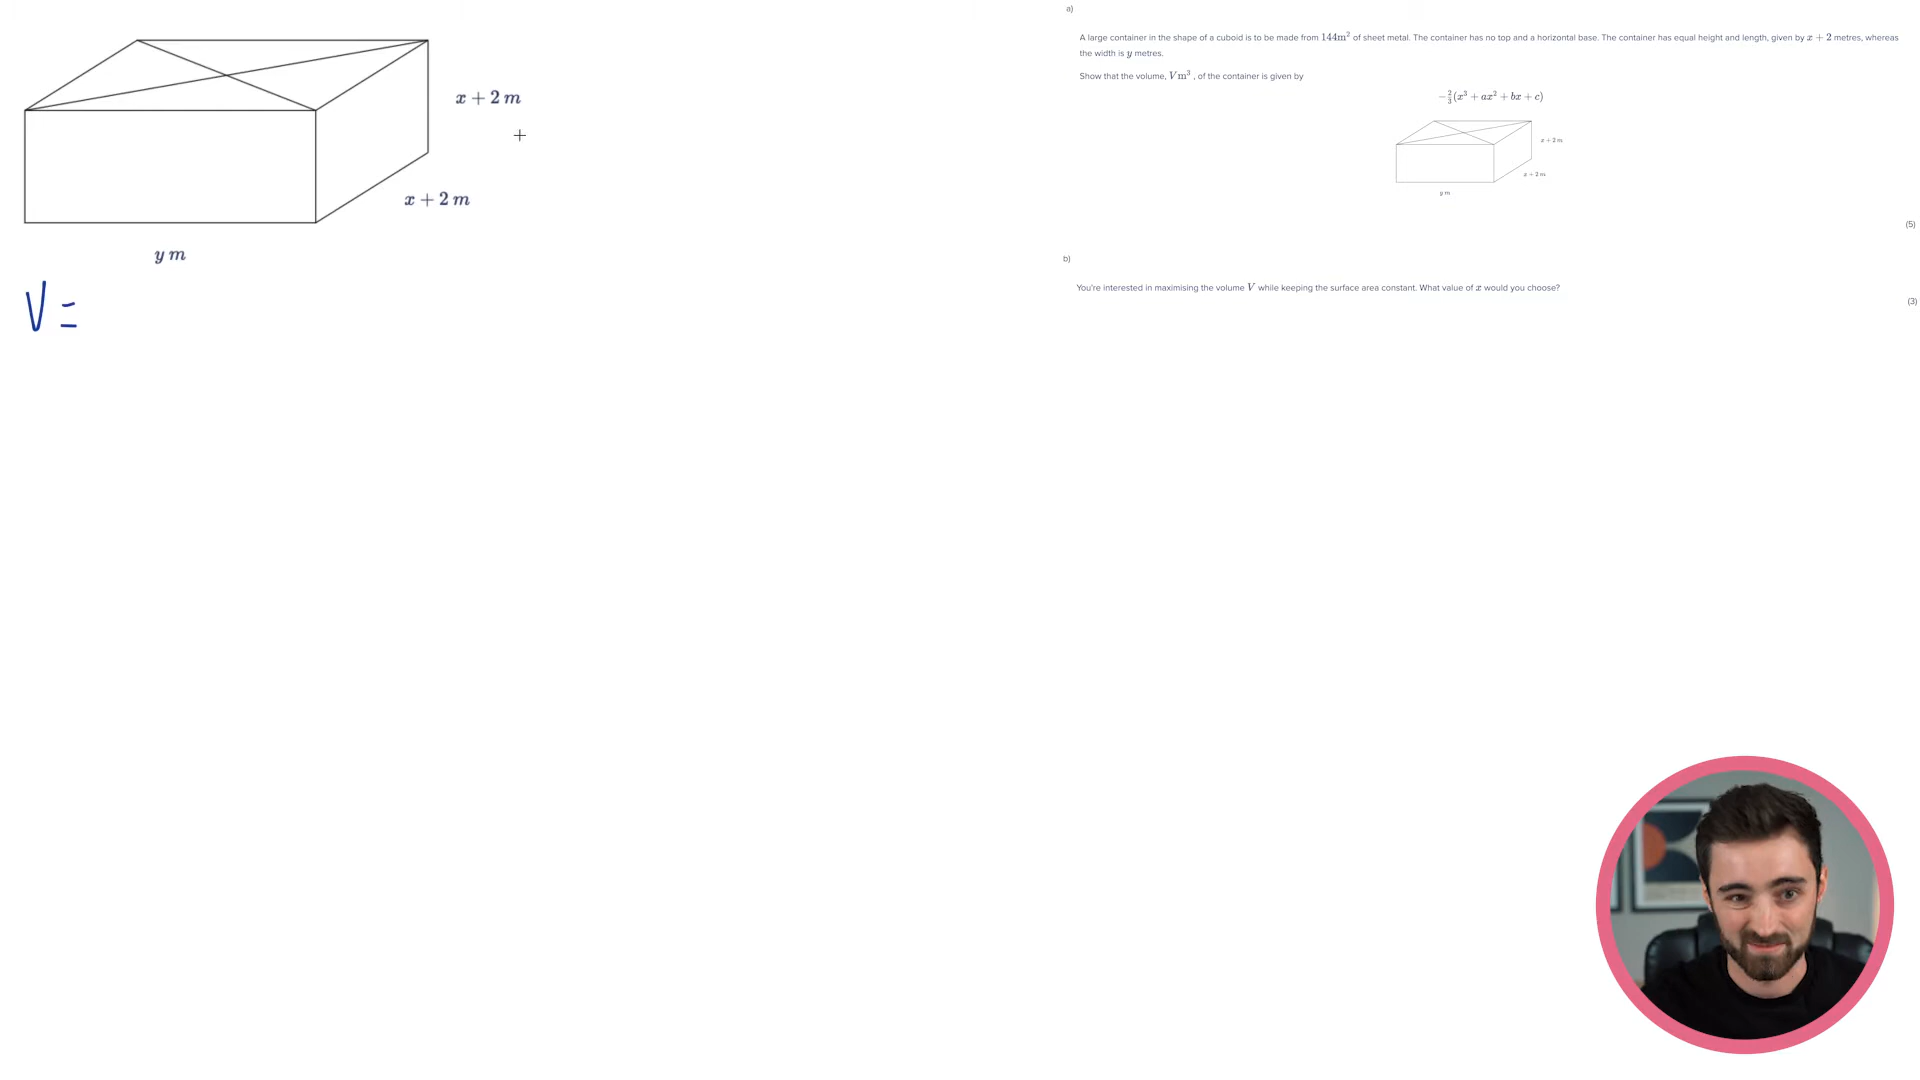 x + 2 m
x + 2 m
y m
V =
a)
A large container in the shape of a cuboid is to be made from 144m² of sheet metal. The container has no top and a horizontal base. The container has equal height and length, given by x + 2 metres, whereas
the width is y metres.
Show that the volume, V m³ , of the container is given by
−2/3(x³ + ax² + bx + c)
x + 2 m
x + 2 m
y m
(5)
b)
You're interested in maximising the volume V while keeping the surface area constant. What value of x would you choose?
(3)